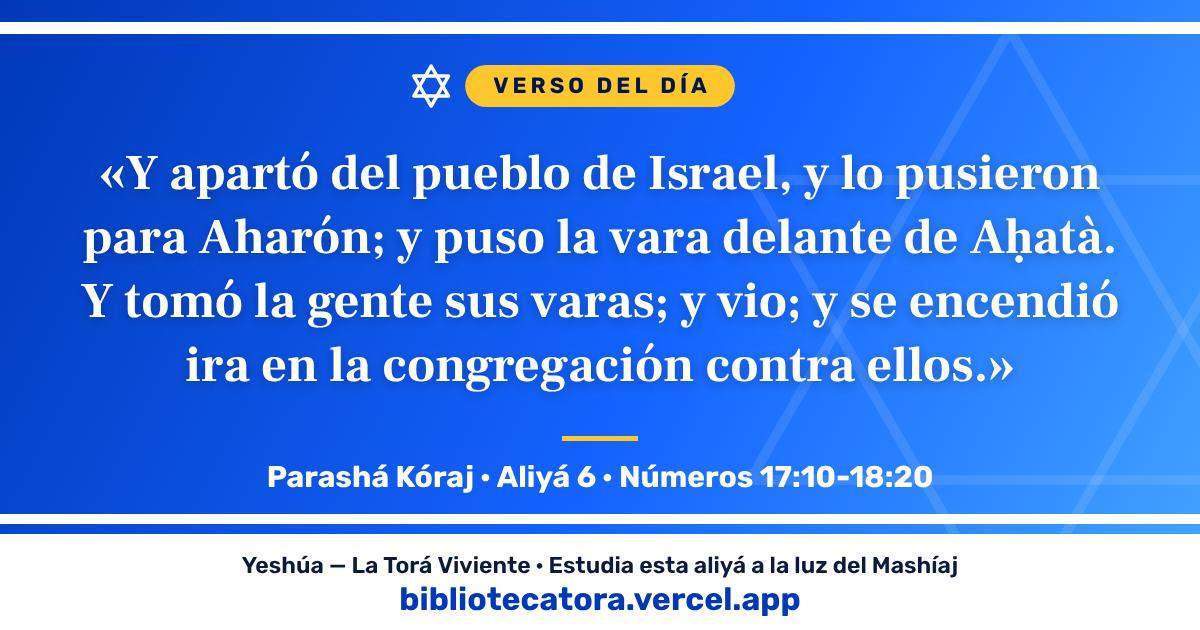 VERSO DEL DÍA
«Y apartó del pueblo de Israel, y lo pusieron
para Aharón; y puso la vara delante de Aḥatà.
Y tomó la gente sus varas; y vio; y se encendió
ira en la congregación contra ellos.»
Parashá Kóraj • Aliyá 6 • Números 17:10-18:20
Yeshúa — La Torá Viviente • Estudia esta aliyá a la luz del Mashíaj
bibliotecatora.vercel.app